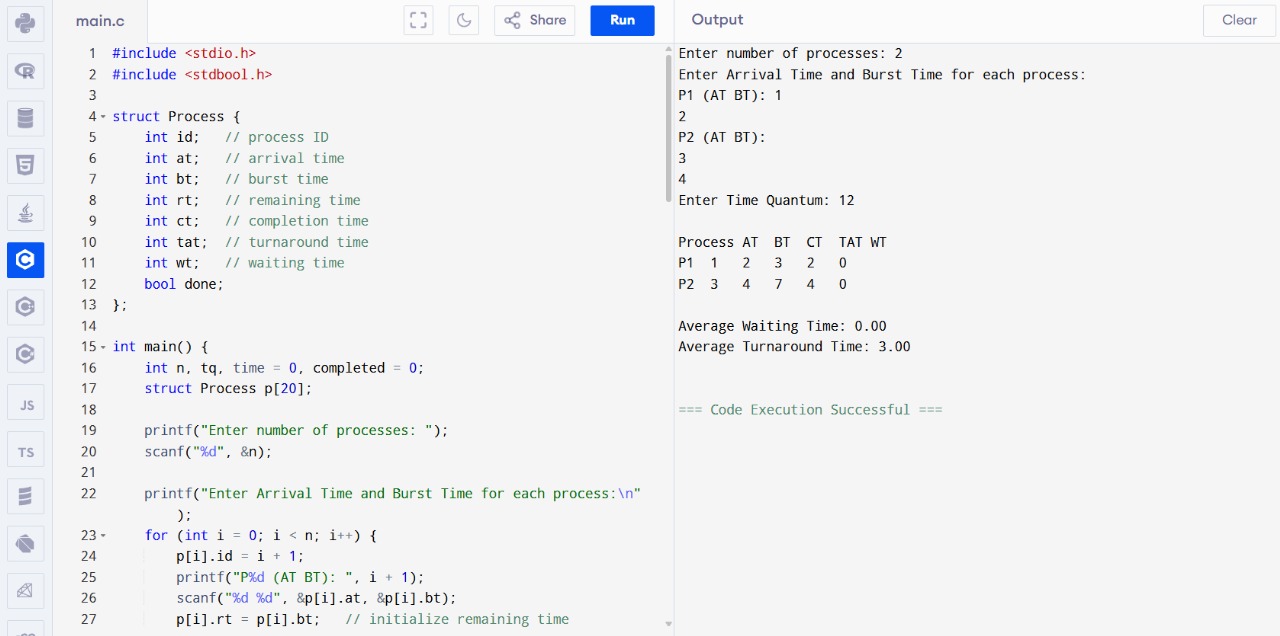 main.c
Share
Run
Output
Clear
JS
TS
1 #include <stdio.h>
2 #include <stdbool.h>
3
4 struct Process {
5     int id;   // process ID
6     int at;   // arrival time
7     int bt;   // burst time
8     int rt;   // remaining time
9     int ct;   // completion time
10     int tat;  // turnaround time
11     int wt;   // waiting time
12     bool done;
13 };
14
15 int main() {
16     int n, tq, time = 0, completed = 0;
17     struct Process p[20];
18
19     printf("Enter number of processes: ");
20     scanf("%d", &n);
21
22     printf("Enter Arrival Time and Burst Time for each process:\n"
);
23     for (int i = 0; i < n; i++) {
24         p[i].id = i + 1;
25         printf("P%d (AT BT): ", i + 1);
26         scanf("%d %d", &p[i].at, &p[i].bt);
27         p[i].rt = p[i].bt;   // initialize remaining time
Enter number of processes: 2
Enter Arrival Time and Burst Time for each process:
P1 (AT BT): 1
2
P2 (AT BT):
3
4
Enter Time Quantum: 12

Process AT  BT  CT  TAT WT
P1  1   2   3   2   0
P2  3   4   7   4   0

Average Waiting Time: 0.00
Average Turnaround Time: 3.00

=== Code Execution Successful ===